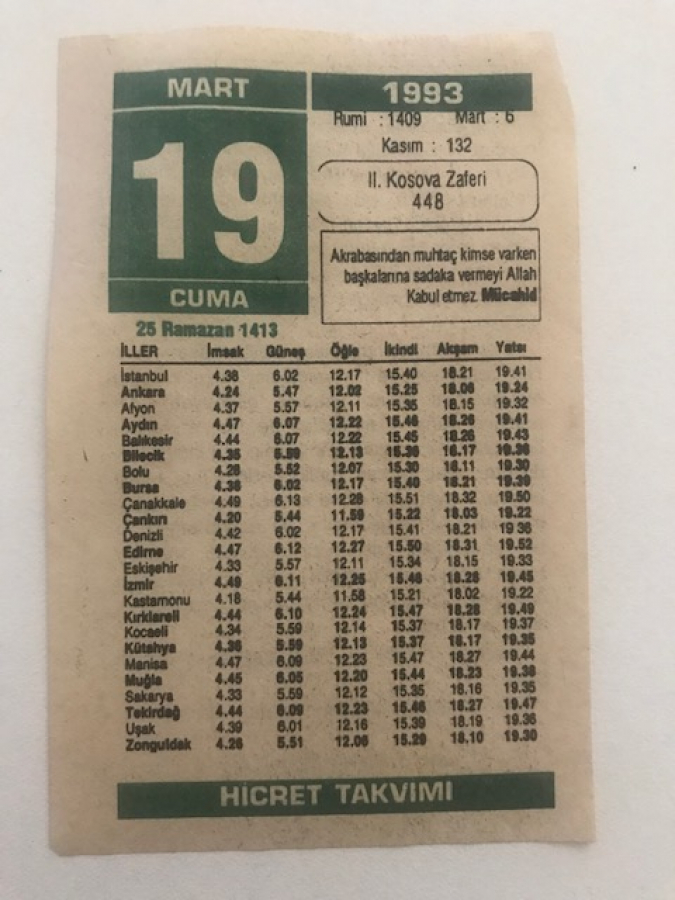 MART
1993
19
CUMA
25 Ramazan 1413
Rumi : 1409 Mart : 6
Kasım : 132
II. Kosova Zaferi
448
Akrabasından muhtaç kimse varken
başkalarına sadaka vermeyi Allah
Kabul etmez. Mücahid
İLLER İmsak Güneş Öğle İkindi Akşam Yatsı
İstanbul 4.38 6.02 12.17 15.40 18.21 19.41
Ankara 4.24 5.47 12.02 15.25 18.06 19.24
Afyon 4.37 5.57 12.11 15.35 18.15 19.32
Aydın 4.47 6.07 12.22 15.46 18.26 19.41
Balıkesir 4.44 6.07 12.22 15.45 18.26 19.43
Bilecik 4.35 5.59 12.13 15.36 18.17 19.36
Bolu 4.28 5.52 12.07 15.30 18.11 19.30
Bursa 4.38 6.02 12.17 15.40 18.21 19.39
Çanakkale 4.49 6.13 12.28 15.51 18.32 19.50
Çankırı 4.20 5.44 11.59 15.22 18.03 19.22
Denizli 4.42 6.02 12.17 15.41 18.21 19.36
Edirne 4.47 6.12 12.27 15.50 18.31 19.52
Eskişehir 4.33 5.57 12.11 15.34 18.15 19.33
İzmir 4.49 6.11 12.25 15.48 18.28 19.45
Kastamonu 4.18 5.44 11.58 15.21 18.02 19.22
Kırklareli 4.44 6.10 12.24 15.47 18.28 19.49
Kocaeli 4.34 5.59 12.14 15.37 18.17 19.37
Kütahya 4.36 5.59 12.13 15.37 18.17 19.35
Manisa 4.47 6.09 12.23 15.47 18.27 19.44
Muğla 4.45 6.05 12.20 15.44 18.23 19.38
Sakarya 4.33 5.59 12.12 15.35 18.16 19.35
Tekirdağ 4.44 6.09 12.23 15.46 18.27 19.47
Uşak 4.39 6.01 12.16 15.39 18.19 19.36
Zonguldak 4.26 5.51 12.06 15.29 18.10 19.30
HİCRET TAKVİMİ